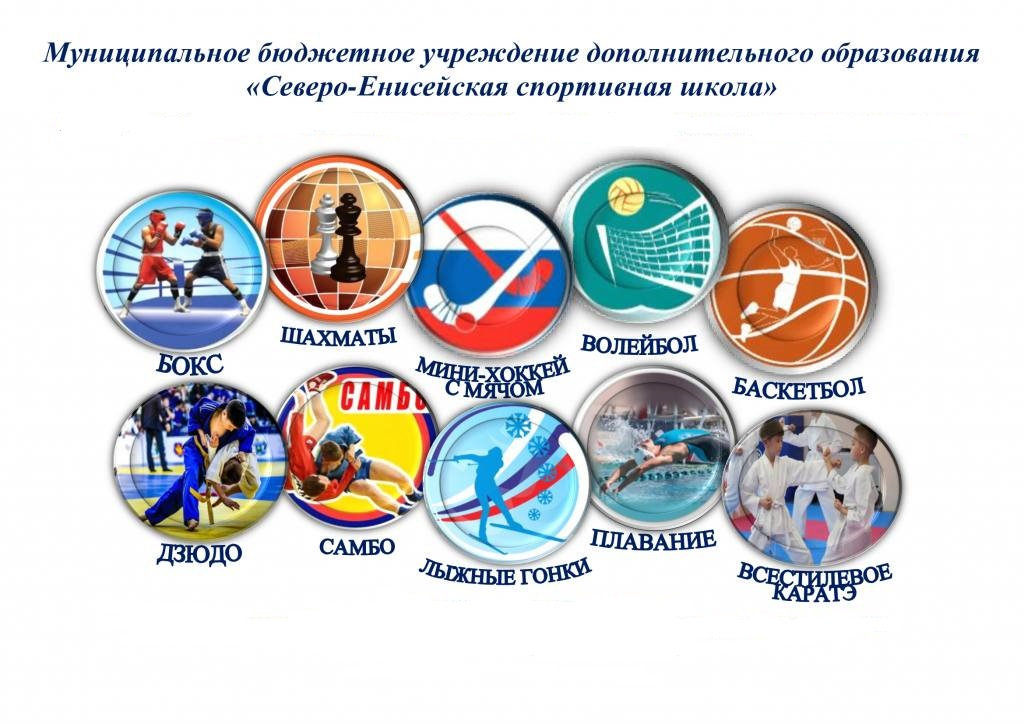 Муниципальное бюджетное учреждение дополнительного образования
«Северо-Енисейская спортивная школа»
БОКС
ШАХМАТЫ
МИНИ-ХОККЕЙ
С МЯЧОМ
ВОЛЕЙБОЛ
БАСКЕТБОЛ
ДЗЮДО
САМБО
САМБО
ЛЫЖНЫЕ ГОНКИ
ПЛАВАНИЕ
ВСЕСТИЛЕВОЕ
КАРАТЭ